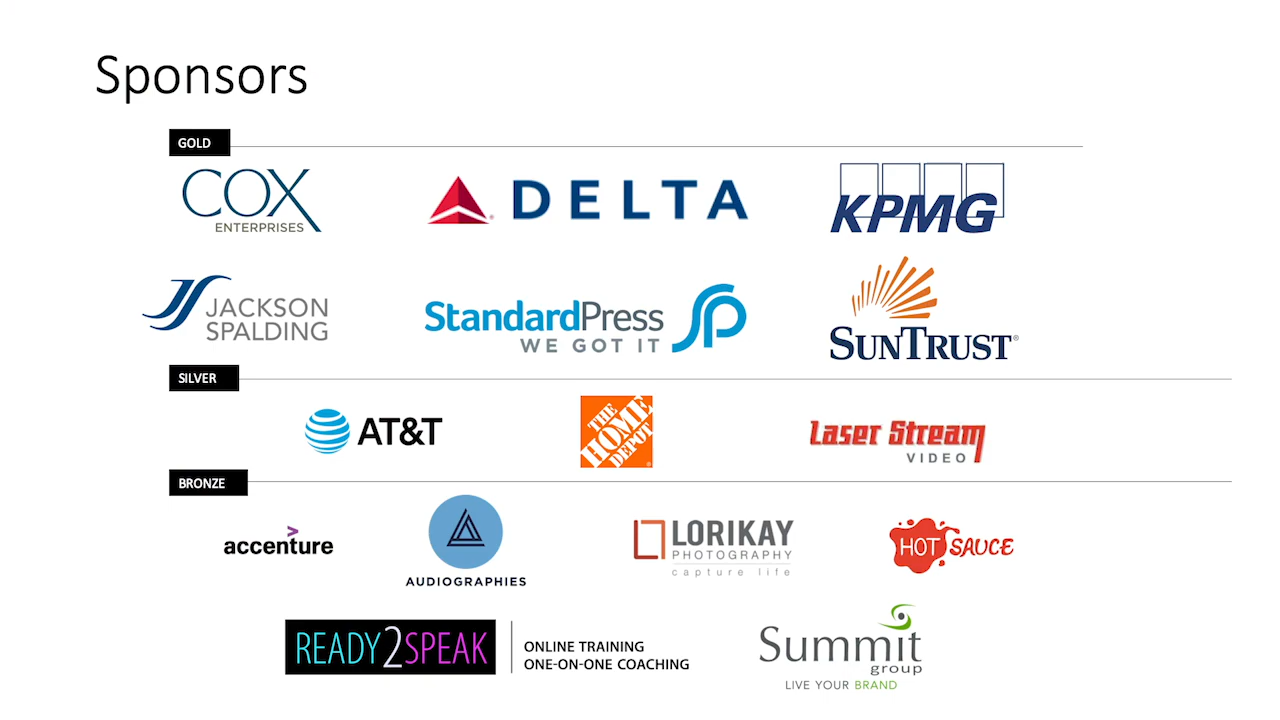 Sponsors
GOLD
COX
ENTERPRISES
DELTA
KPMG
JACKSON
SPALDING
StandardPress
WE GOT IT
SUNTRUST
SILVER
AT&T
THE
HOME
DEPOT
Laser Stream
VIDEO
BRONZE
accenture
AUDIOGRAPHIES
LORIKAY
PHOTOGRAPHY
capture life
HOT SAUCE
READY2SPEAK
ONLINE TRAINING
ONE-ON-ONE COACHING
Summit
group
LIVE YOUR BRAND